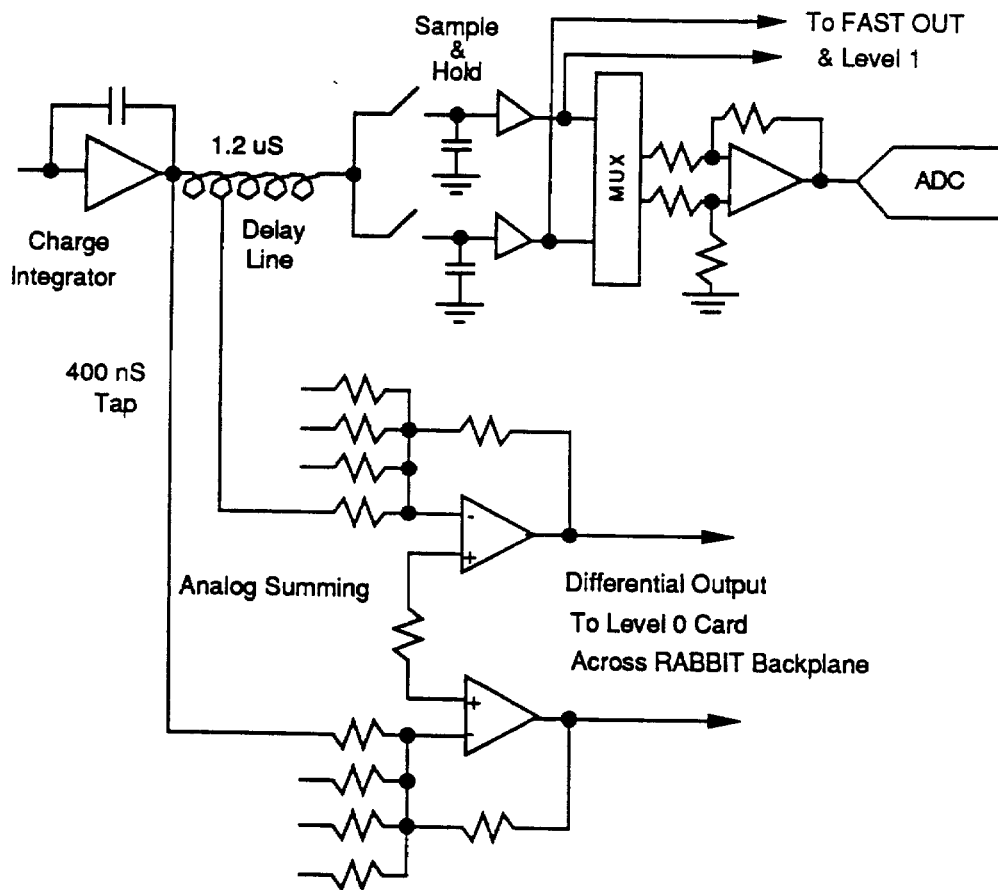 Sample
&
Hold
To FAST OUT
& Level 1
1.2 uS
MUX
ADC
Charge
Integrator
Delay
Line
400 nS
Tap
-
+
Analog Summing
Differential Output
To Level 0 Card
Across RABBIT Backplane
+
-